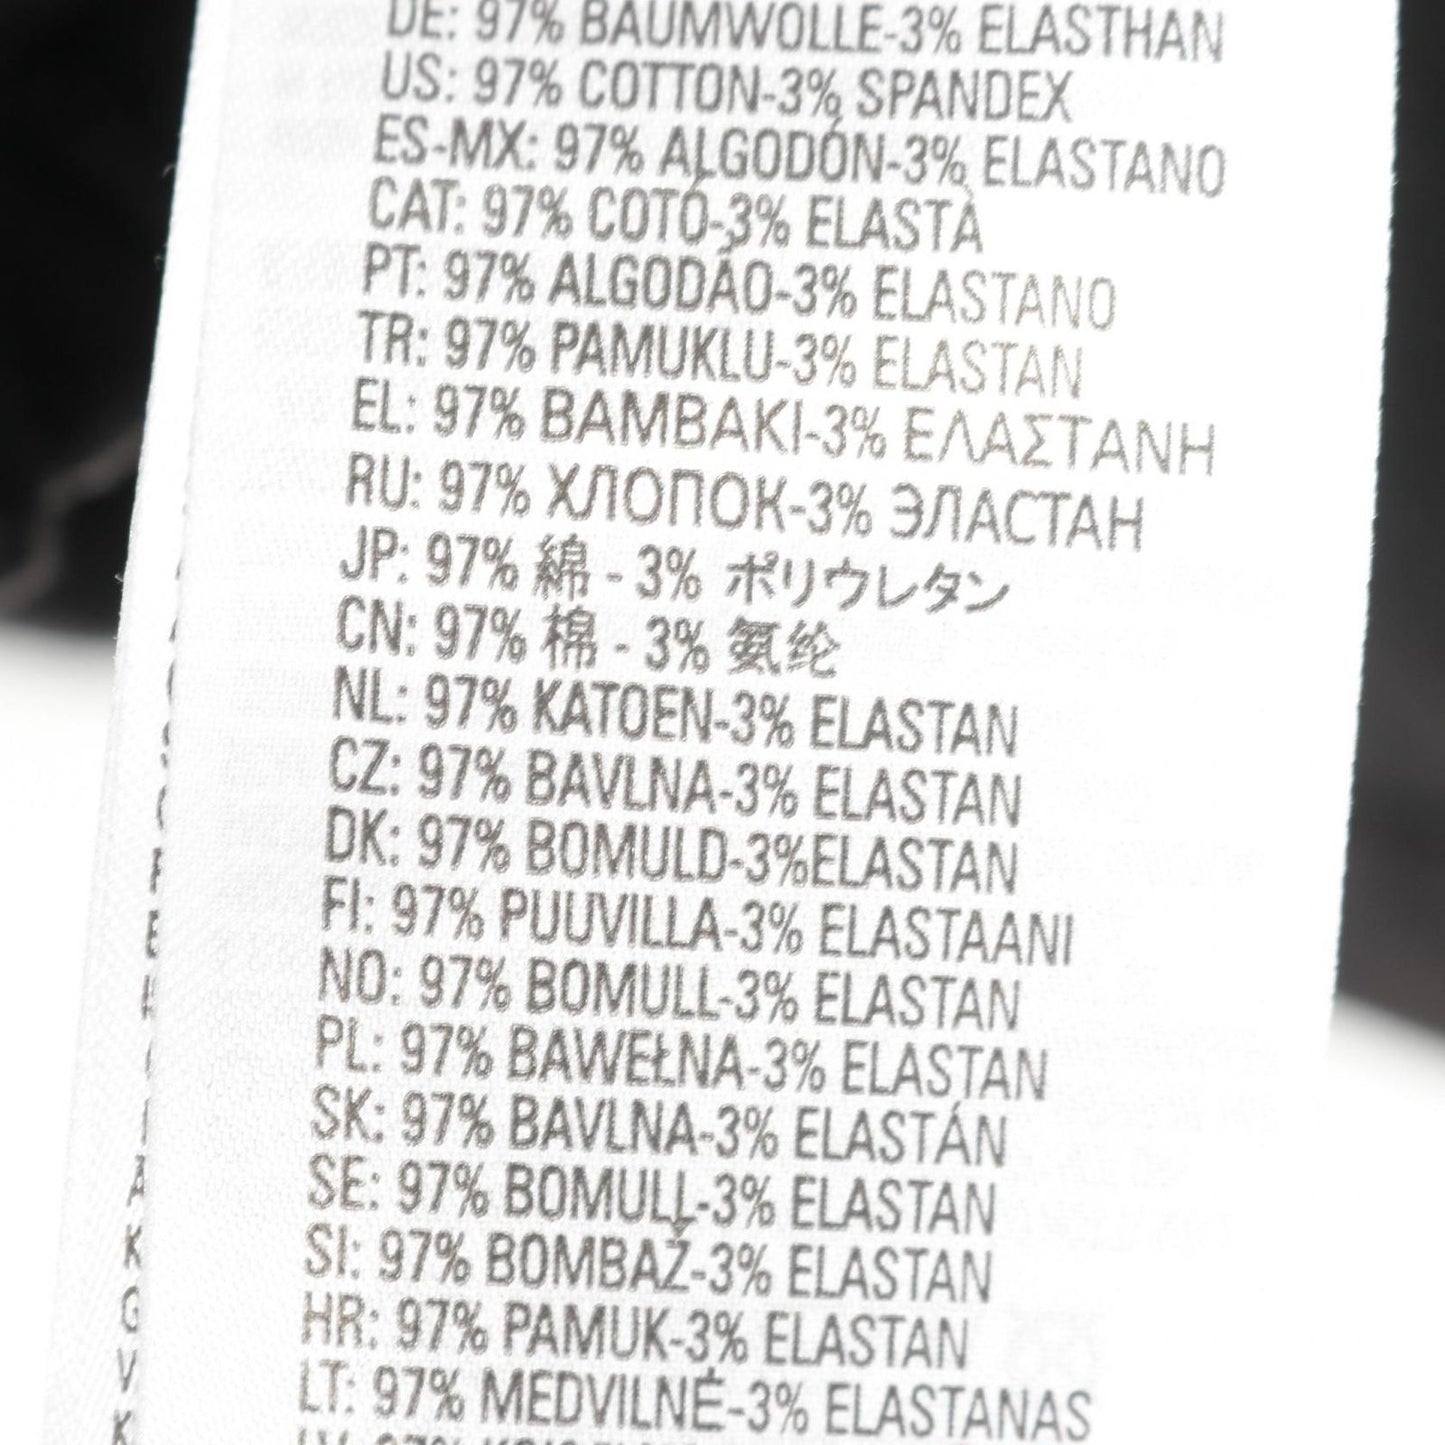 DE: 97% BAUMWOLLE-3% ELASTHAN
US: 97% COTTON-3% SPANDEX
ES-MX: 97% ALGODÓN-3% ELASTANO
CAT: 97% COTÓ-3% ELASTÀ
PT: 97% ALGODÃO-3% ELASTANO
TR: 97% PAMUKLU-3% ELASTAN
EL: 97% BAMBAKI-3% ΕΛΑΣΤΑΝΗ
RU: 97% ХЛОПОК-3% ЭЛАСТАН
JP: 97% 綿 - 3% ポリウレタン
CN: 97% 棉 - 3% 氨纶
NL: 97% KATOEN-3% ELASTAN
CZ: 97% BAVLNA-3% ELASTAN
DK: 97% BOMULD-3%ELASTAN
FI: 97% PUUVILLA-3% ELASTAANI
NO: 97% BOMULL-3% ELASTAN
PL: 97% BAWEŁNA-3% ELASTAN
SK: 97% BAVLNA-3% ELASTÁN
SE: 97% BOMULL-3% ELASTAN
SI: 97% BOMBAŽ-3% ELASTAN
HR: 97% PAMUK-3% ELASTAN
LT: 97% MEDVILNĖ-3% ELASTANAS